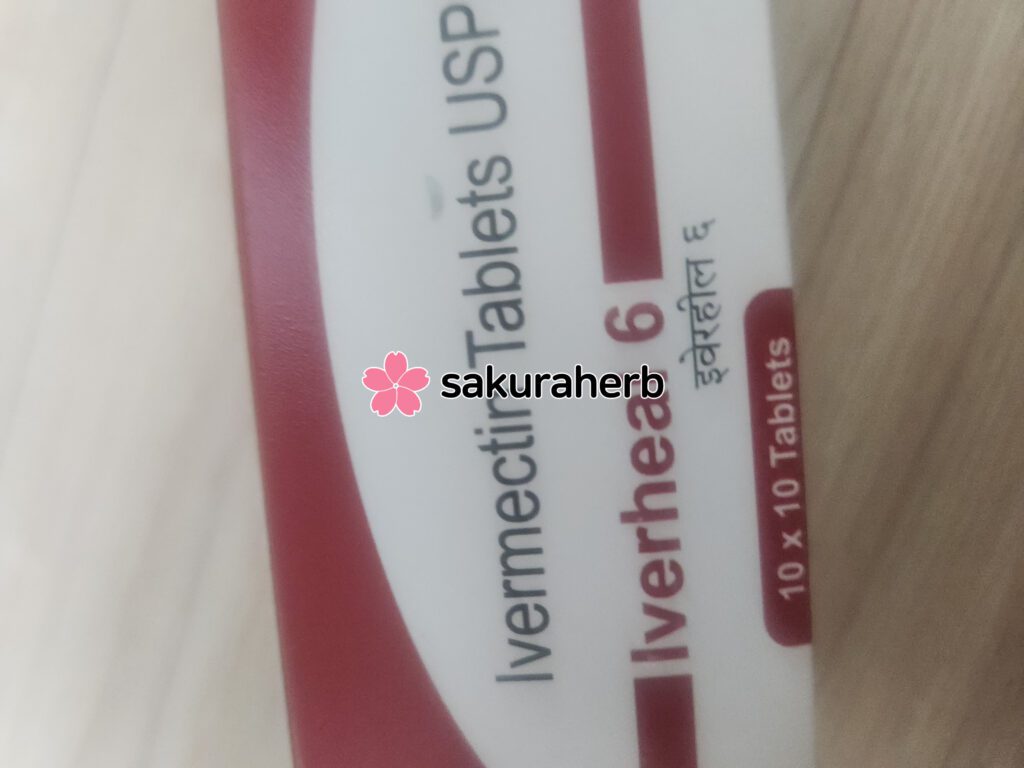 Ivermectin Tablets USP
Iverheal 6
इवेरहील ६
10 x 10 Tablets
sakuraherb